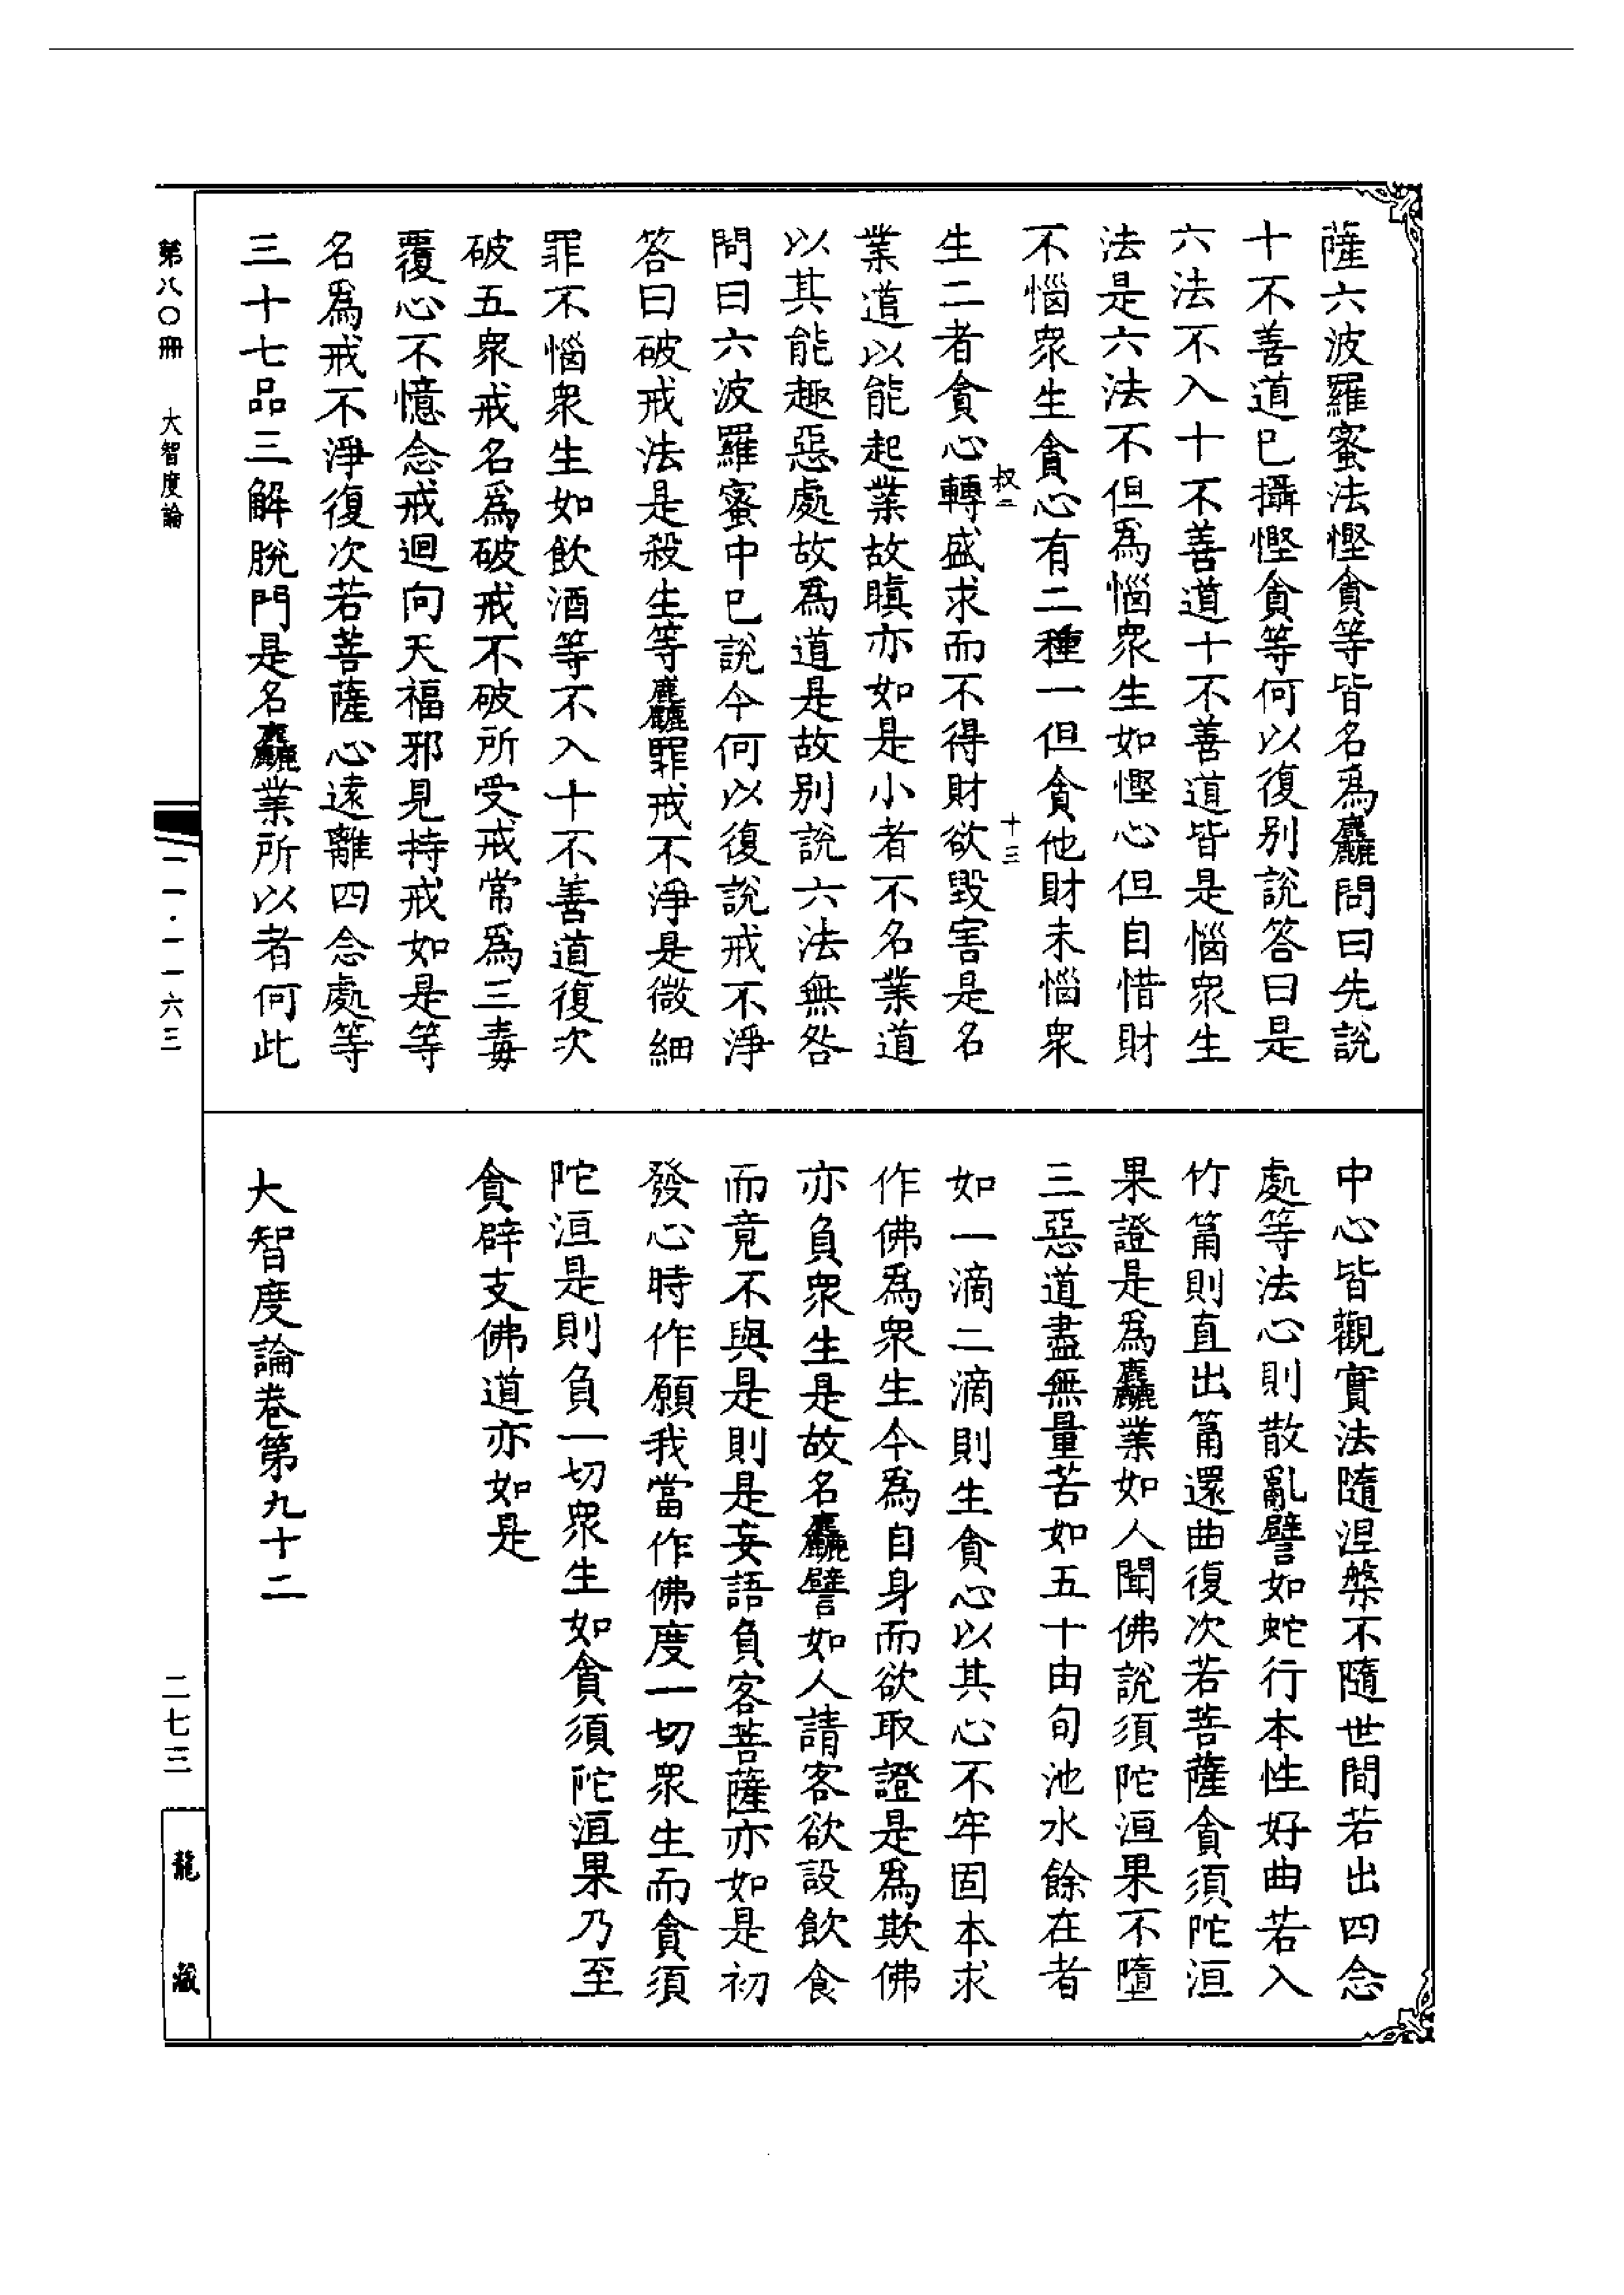 薩六波羅蜜法慳貪等皆名爲麤問曰先說
十不善道已攝慳貪等何以復別說答曰是
六法不入十不善道十不善道皆是惱衆生
法是六法不但爲惱衆生如慳心但自惜財
不惱衆生貪心有二種一但貪他財未惱衆
叔二
十三
生二者貪心轉盛求而不得財欲毀害是名
業道以能起業故瞋亦如是小者不名業道
以其能趣惡處故爲道是故別說六法無咎
問曰六波羅蜜中已說今何以復說戒不淨
答曰破戒法是殺生等麤罪戒不淨是微細
罪不惱衆生如飲酒等不入十不善道復次
破五衆戒名爲破戒不破所受戒常爲三毒
覆心不憶念戒迴向天福邪見持戒如是等
名爲戒不淨復次若菩薩心遠離四念處等
三十七品三解脫門是名麤業所以者何此
中心皆觀實法隨涅槃不隨世間若出四念
處等法心則散亂譬如蛇行本性好曲若入
竹筩則直出筩還曲復次若菩薩貪須陀洹
果證是爲麤業如人聞佛說須陀洹果不墮
三惡道盡無量苦如五十由旬池水餘在者
如一滴二滴則生貪心以其心不牢固本求
作佛爲衆生今爲自身而欲取證是爲欺佛
亦負衆生是故名麤譬如人請客欲設飲食
而竟不與是則是妄語負客菩薩亦如是初
發心時作願我當作佛度一切衆生而貪須
陀洹是則負一切衆生如貪須陀洹果乃至
貪辟支佛道亦如是
大智度論卷第九十二
第八〇冊 大智度論
一一·一一六三
二七三
龍藏